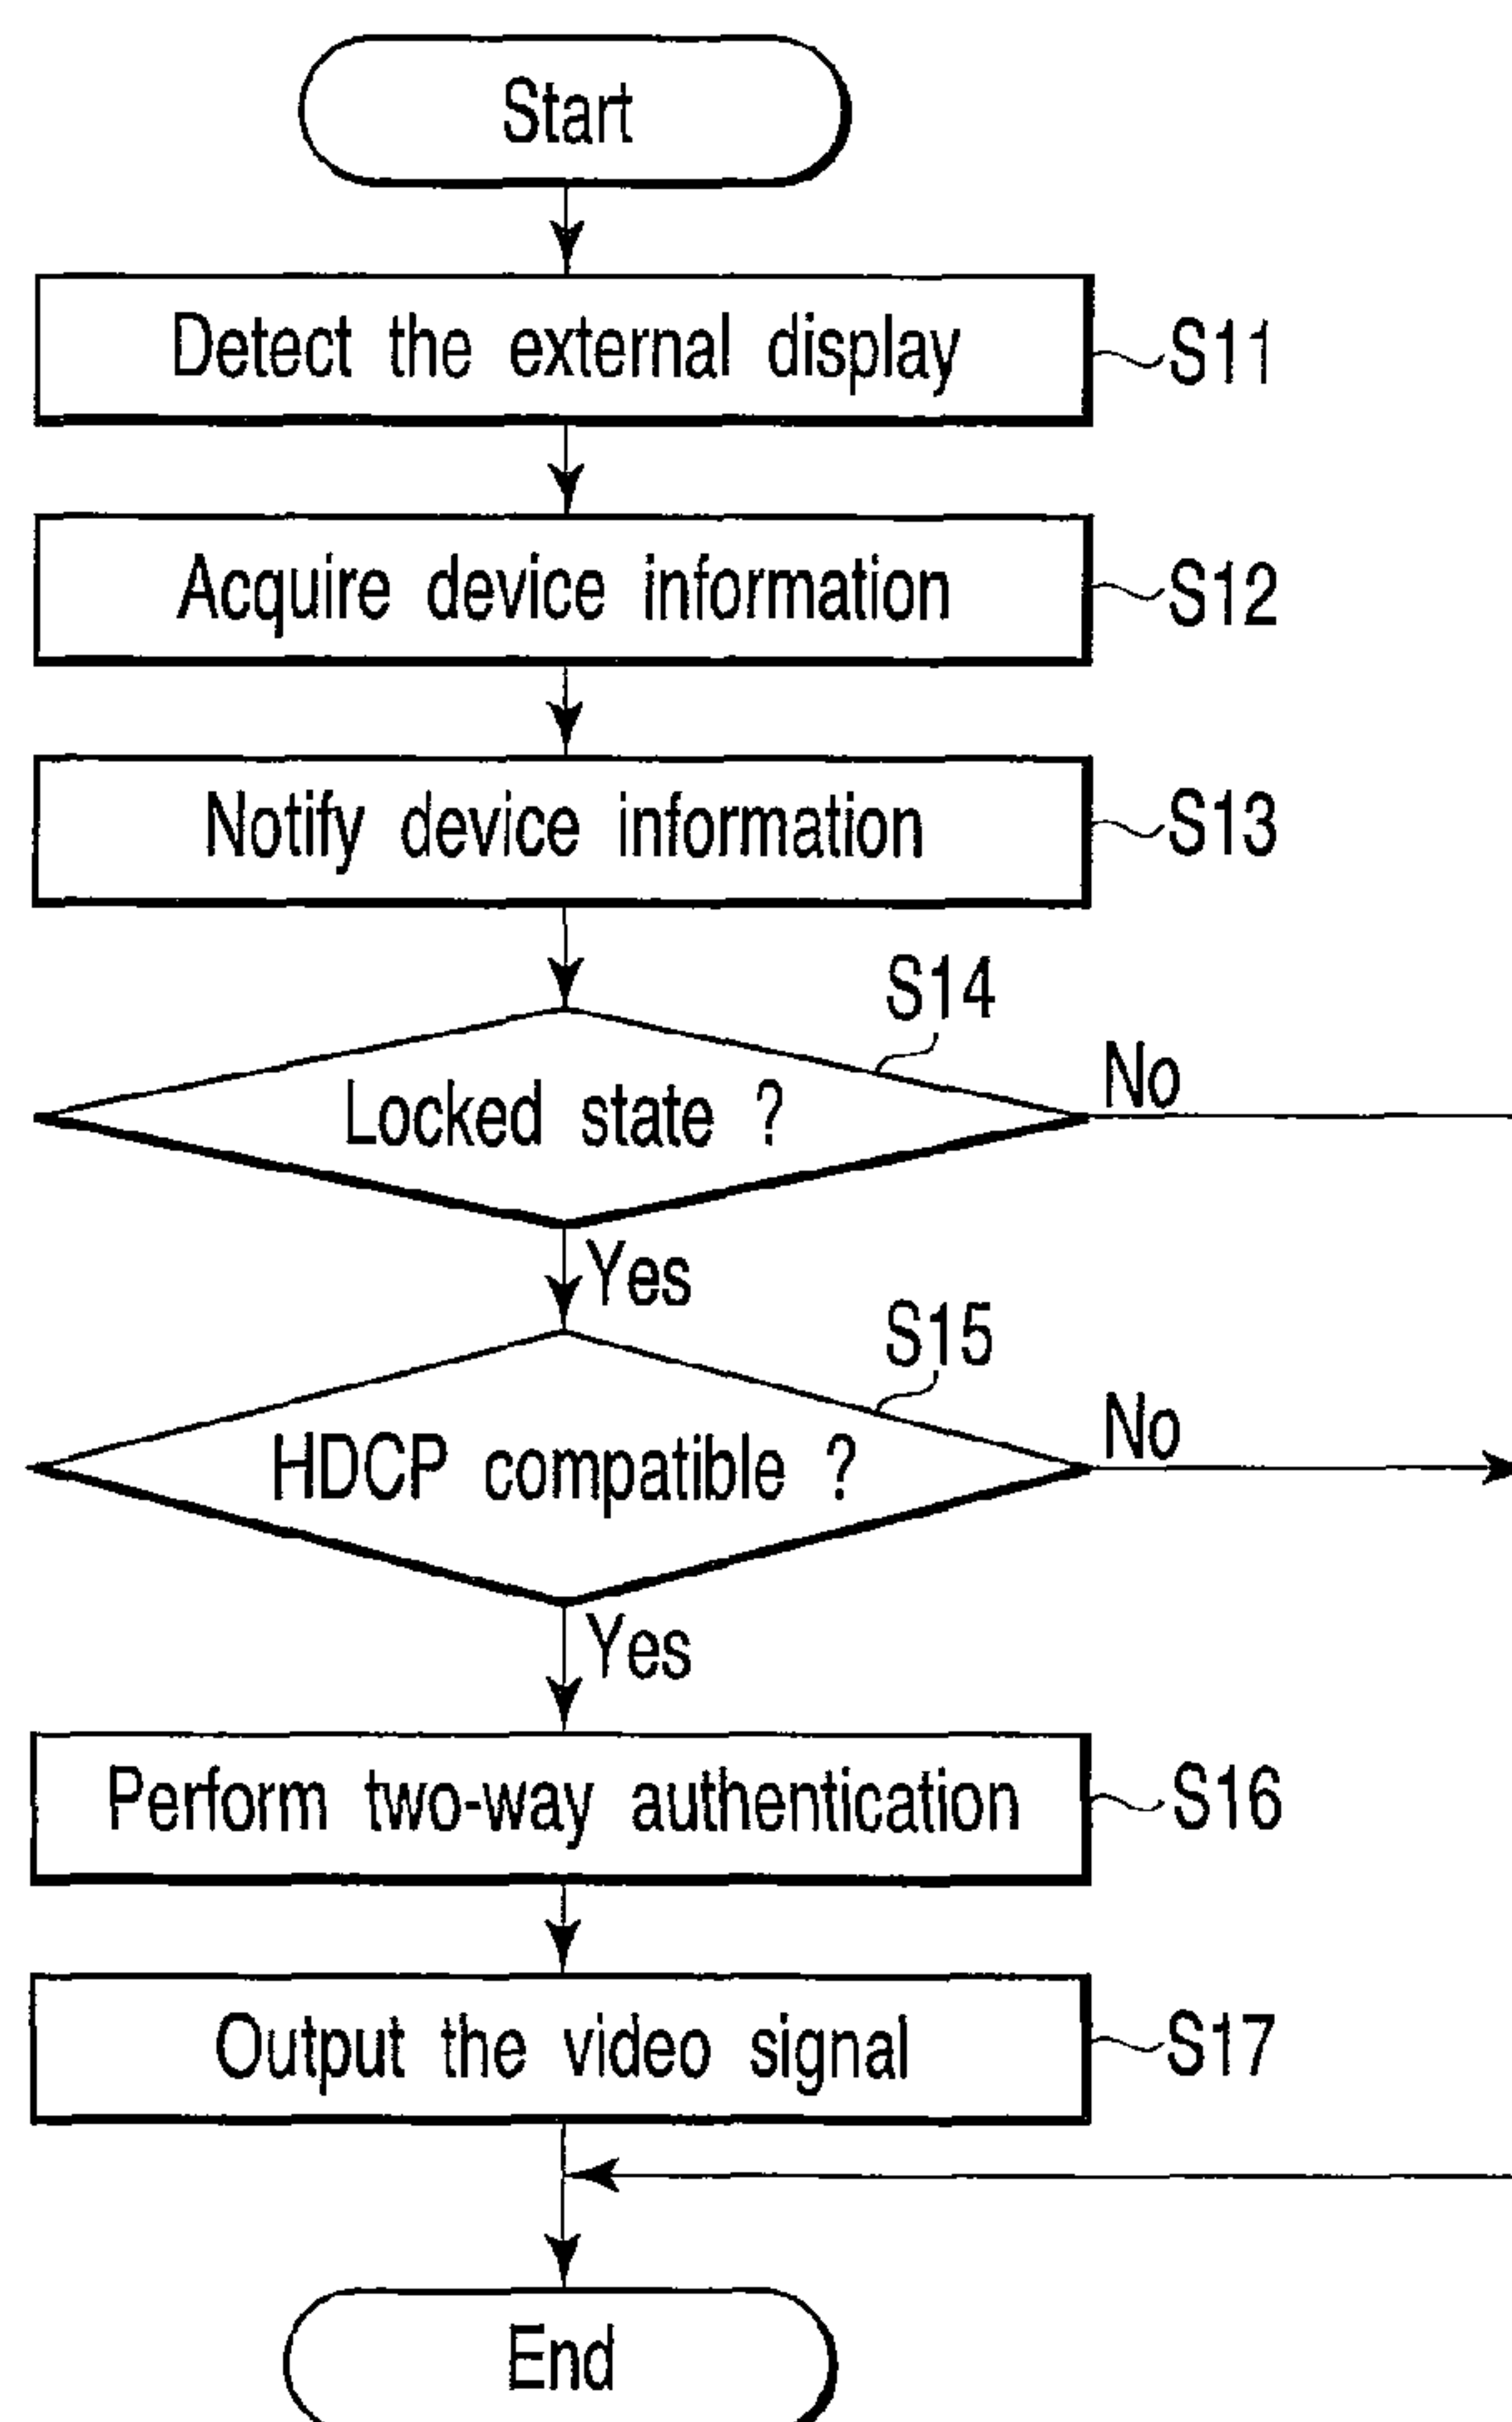 Start
Detect the external display
S11
Acquire device information
S12
Notify device information
S13
S14
Locked state ?
No
Yes
S15
HDCP compatible ?
No
Yes
Perform two-way authentication
S16
Output the video signal
S17
End